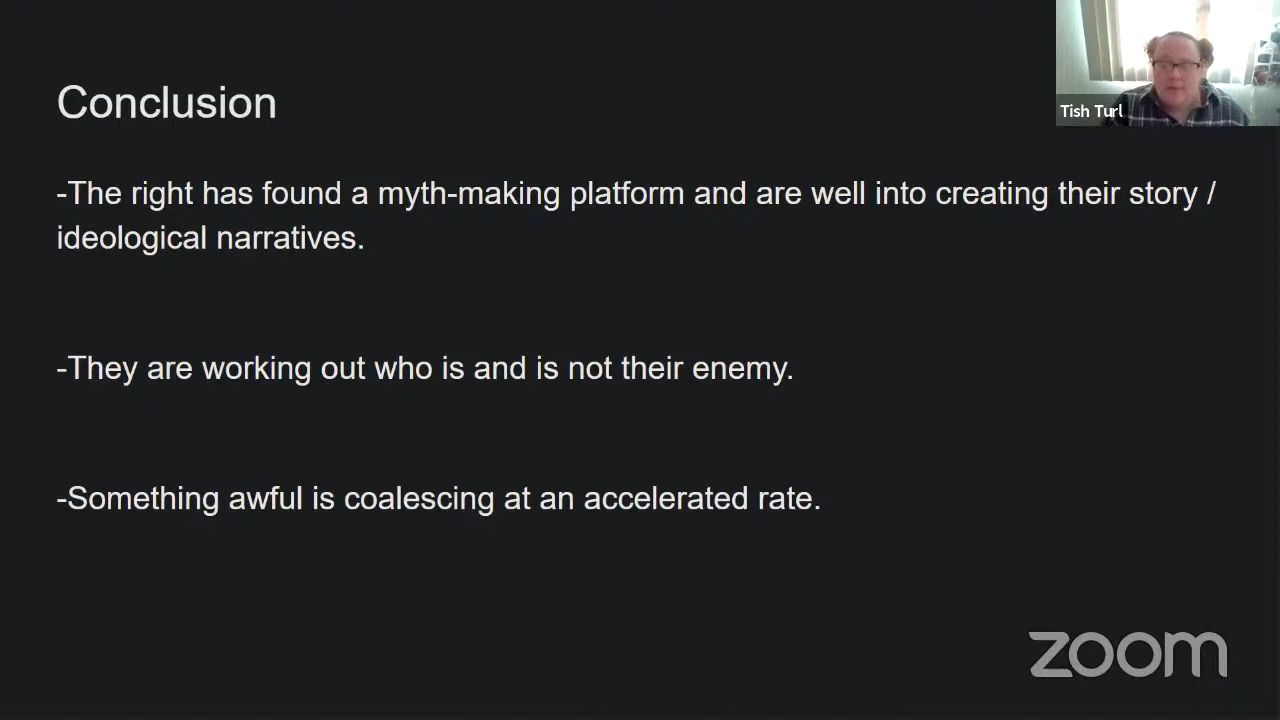 Conclusion
Tish Turl
-The right has found a myth-making platform and are well into creating their story /
ideological narratives.
-They are working out who is and is not their enemy.
-Something awful is coalescing at an accelerated rate.
zoom